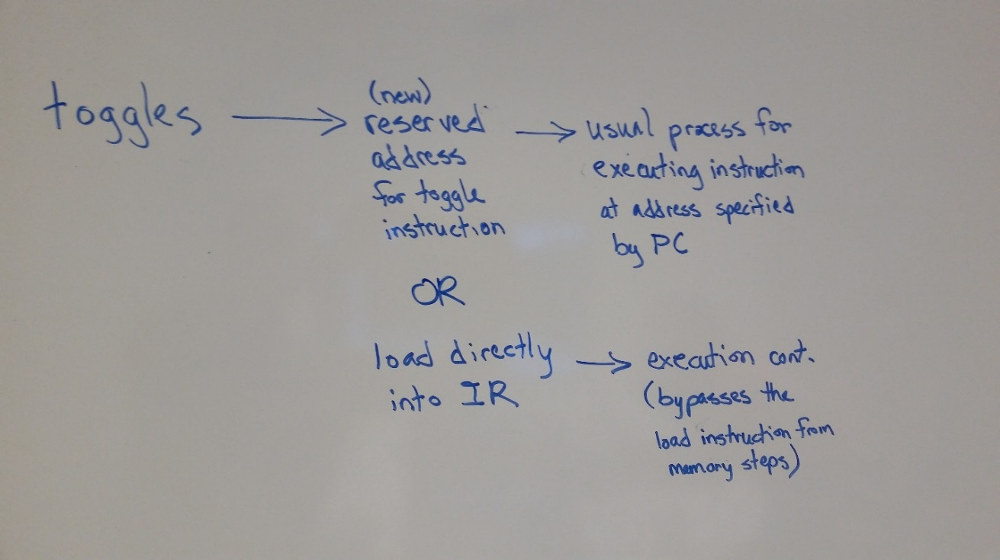 toggles
(new)
reserved
address
for toggle
instruction
usual process for
executing instruction
at address specified
by PC
OR
load directly
into IR
execution cont.
(bypasses the
load instruction from
memory steps)